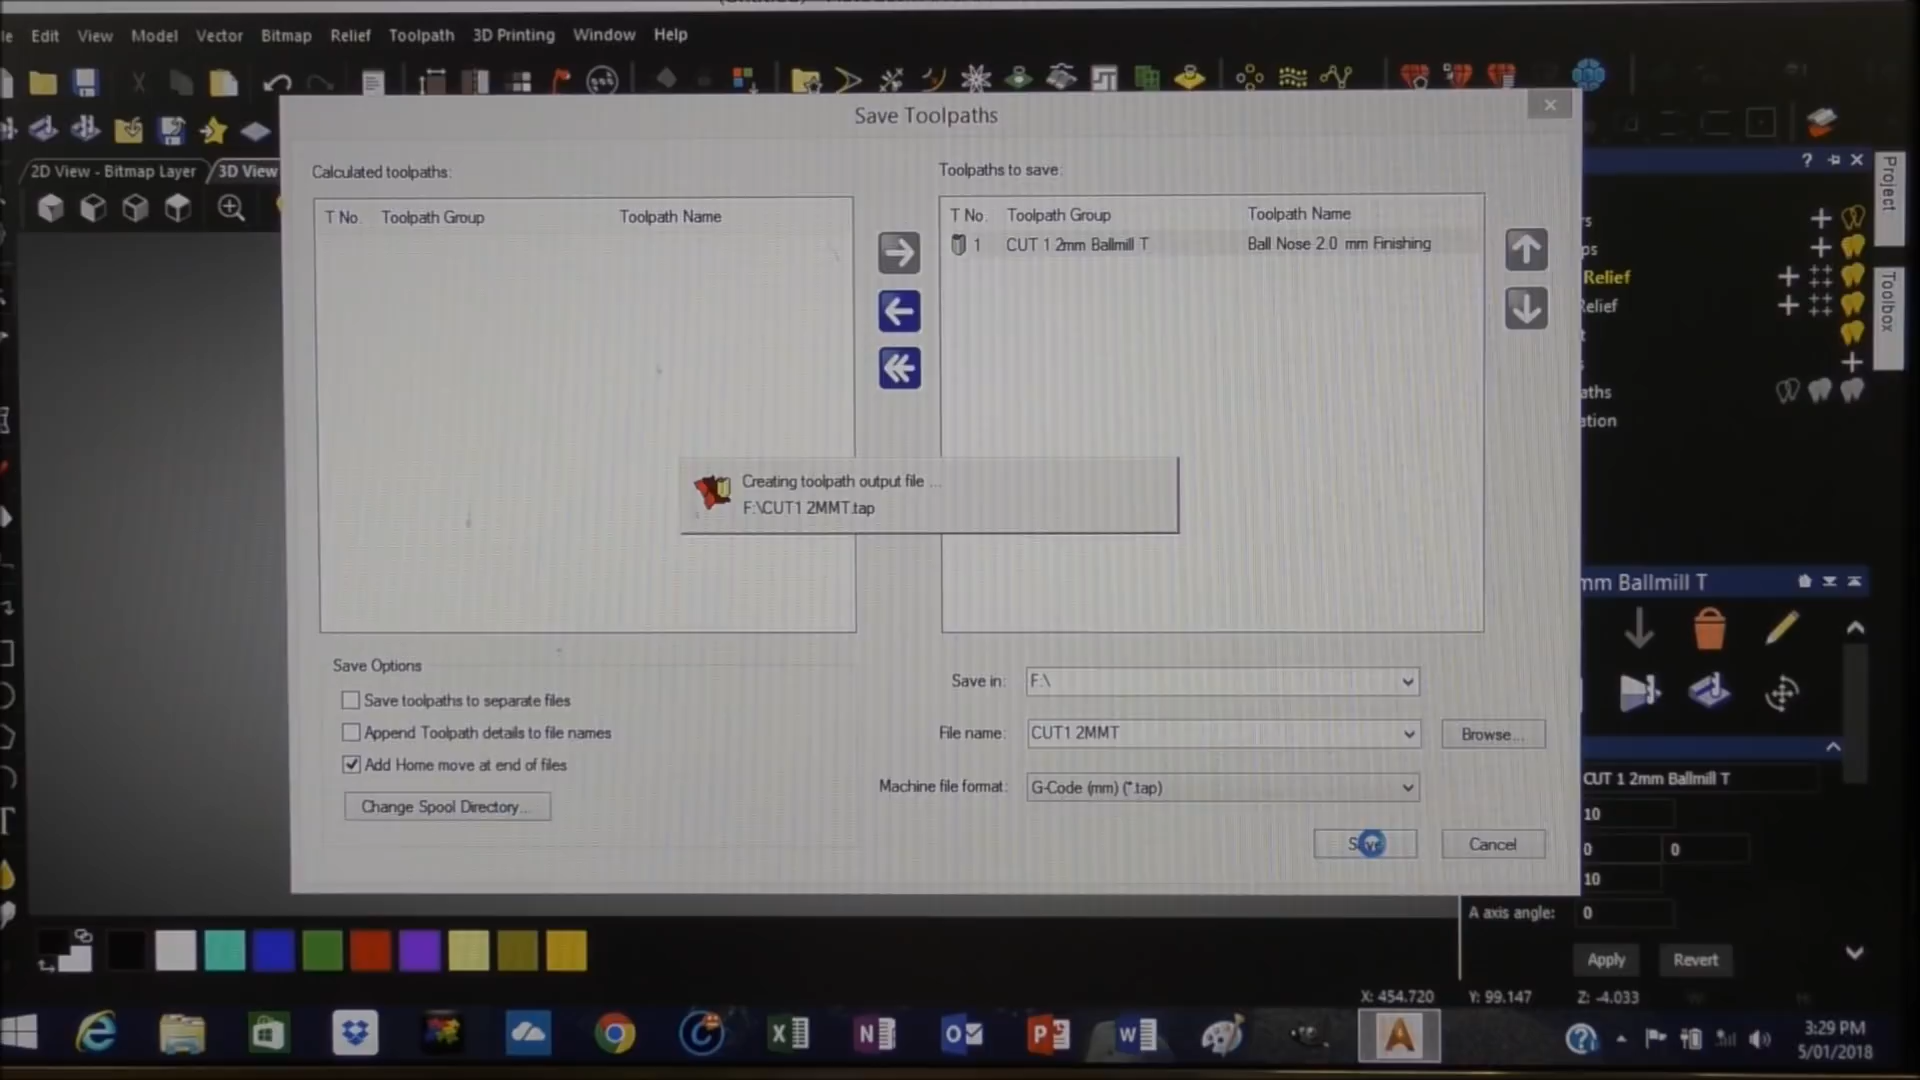 le Edit View Model Vector Bitmap Relief Toolpath 3D Printing Window Help
Save Toolpaths
2D View - Bitmap Layer
3D View
Calculated toolpaths:
T No. Toolpath Group Toolpath Name
Toolpaths to save:
T No. Toolpath Group Toolpath Name
1 CUT 1 2mm Ballmill T Ball Nose 2.0 mm Finishing
Creating toolpath output file ...
F:\CUT1 2MMT.tap
Save Options
Save toolpaths to separate files
Append Toolpath details to file names
Add Home move at end of files
Change Spool Directory...
Save in: F:\
File name: CUT1 2MMT
Browse...
Machine file format: G-Code (mm) (*.tap)
Save
Cancel
Project
Toolbox
rs
ps
Relief
Relief
t
s
aths
ation
mm Ballmill T
CUT 1 2mm Ballmill T
10
0 0
10
A axis angle: 0
Apply Revert
X: 454.720 Y: 99.147 Z: -4.033
3:29 PM
5/01/2018